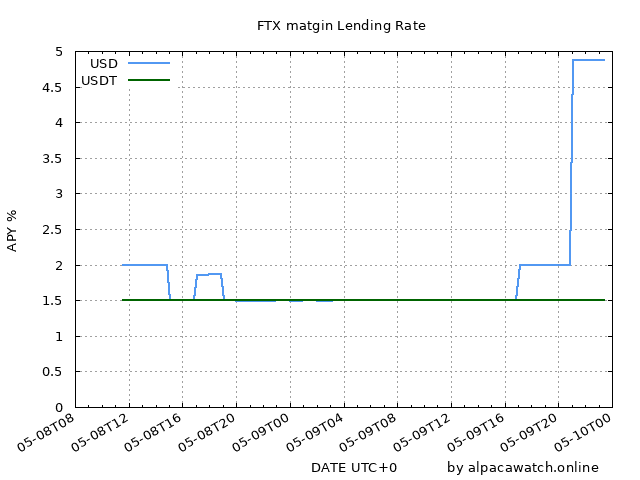 FTX matgin Lending Rate
USD
USDT
5
4.5
4
3.5
3
2.5
2
1.5
1
0.5
0
APY %
05-08T08
05-08T12
05-08T16
05-08T20
05-09T00
05-09T04
05-09T08
05-09T12
05-09T16
05-09T20
05-10T00
DATE UTC+0
by alpacawatch.online